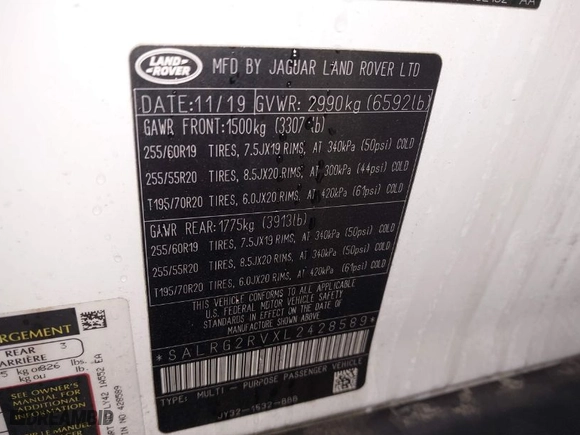 LAND-ROVER
MFD BY JAGUAR LAND ROVER LTD
DATE: 11/19 GVWR: 2990kg (6592lb)
GAWR FRONT: 1500kg (3307lb)
255/60R19 TIRES, 7.5JX19 RIMS, AT 340kPa (50psi) COLD
255/55R20 TIRES, 8.5JX20 RIMS, AT 300kPa (44psi) COLD
T195/70R20 TIRES, 6.0JX20 RIMS, AT 420kPa (61psi) COLD
GAWR REAR: 1775kg (3913lb)
255/60R19 TIRES, 7.5JX19 RIMS, AT 340kPa (50psi) COLD
255/55R20 TIRES, 8.5JX20 RIMS, AT 340kPa (50psi) COLD
T195/70R20 TIRES, 6.0JX20 RIMS, AT 420kPa (61psi) COLD
THIS VEHICLE CONFORMS TO ALL APPLICABLE
U.S. FEDERAL MOTOR VEHICLE SAFETY
STANDARDS IN EFFECT ON THE DATE OF
MANUFACTURE SHOWN ABOVE.
*SALRG2RVXL2428589*
TYPE: MULTI - PURPOSE PASSENGER VEHICLE
REAR 3
SEE OWNER'S
MANUAL FOR
ADDITIONAL
INFORMATION
428589
DREAMBID